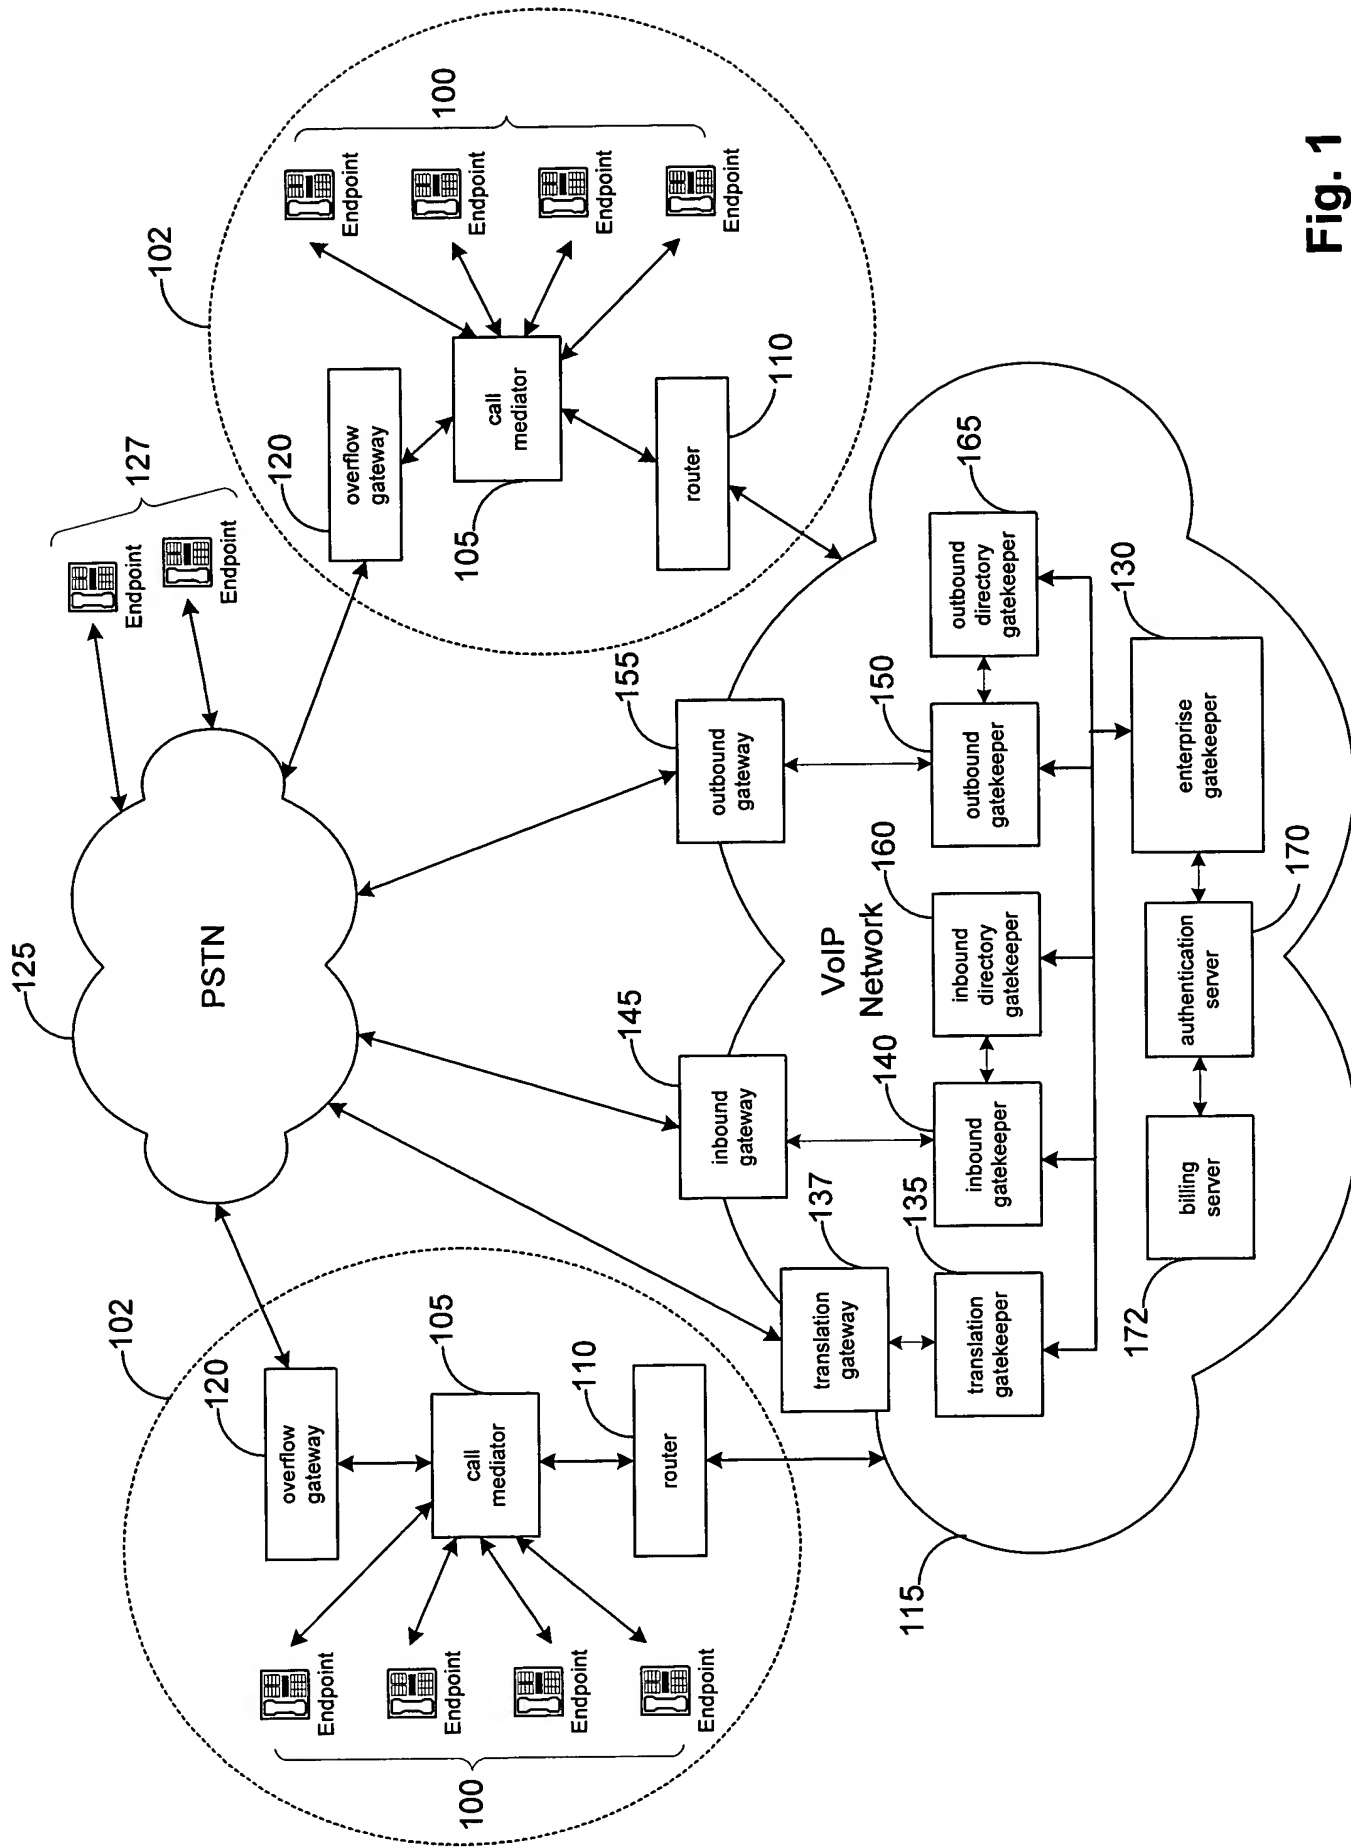 125
PSTN
127
Endpoint
Endpoint
102
120
overflow
gateway
105
call
mediator
110
router
Endpoint
Endpoint
Endpoint
Endpoint
100
102
120
overflow
gateway
105
call
mediator
110
router
Endpoint
Endpoint
Endpoint
Endpoint
100
145
inbound
gateway
155
outbound
gateway
137
translation
gateway
VoIP
Network
135
translation
gatekeeper
140
inbound
gatekeeper
160
inbound
directory
gatekeeper
150
outbound
gatekeeper
165
outbound
directory
gatekeeper
115
172
billing
server
authentication
server
170
enterprise
gatekeeper
130
Fig. 1